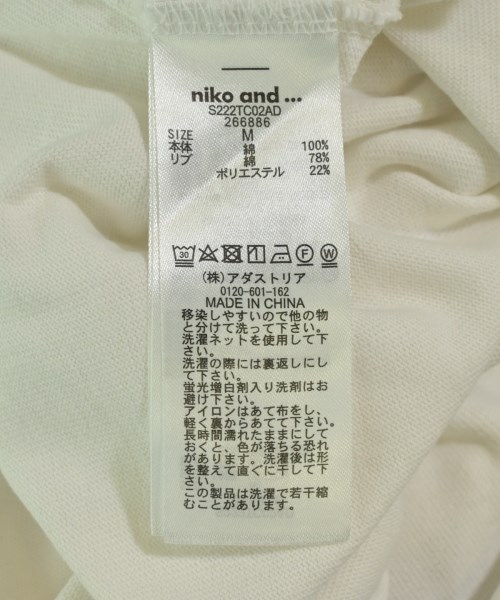 niko and ...
S222TC02AD
266886
SIZE M
本体 綿 100%
リブ 綿 78%
ポリエステル 22%
30 F W
(株)アダストリア
0120-601-162
MADE IN CHINA
移染しやすいので他の物
と分けて洗って下さい。
洗濯ネットを使用して下
さい。
洗濯の際には裏返しにし
て下さい。
蛍光増白剤入り洗剤はお
避け下さい。
アイロンはあて布をし、
軽く裏からあてて下さい。
長時間濡れたままにして
おくと、色が落ちる恐れ
があります。洗濯後は形
を整えて直ぐに干して下
さい。
この製品は洗濯で若干縮
むことがあります。